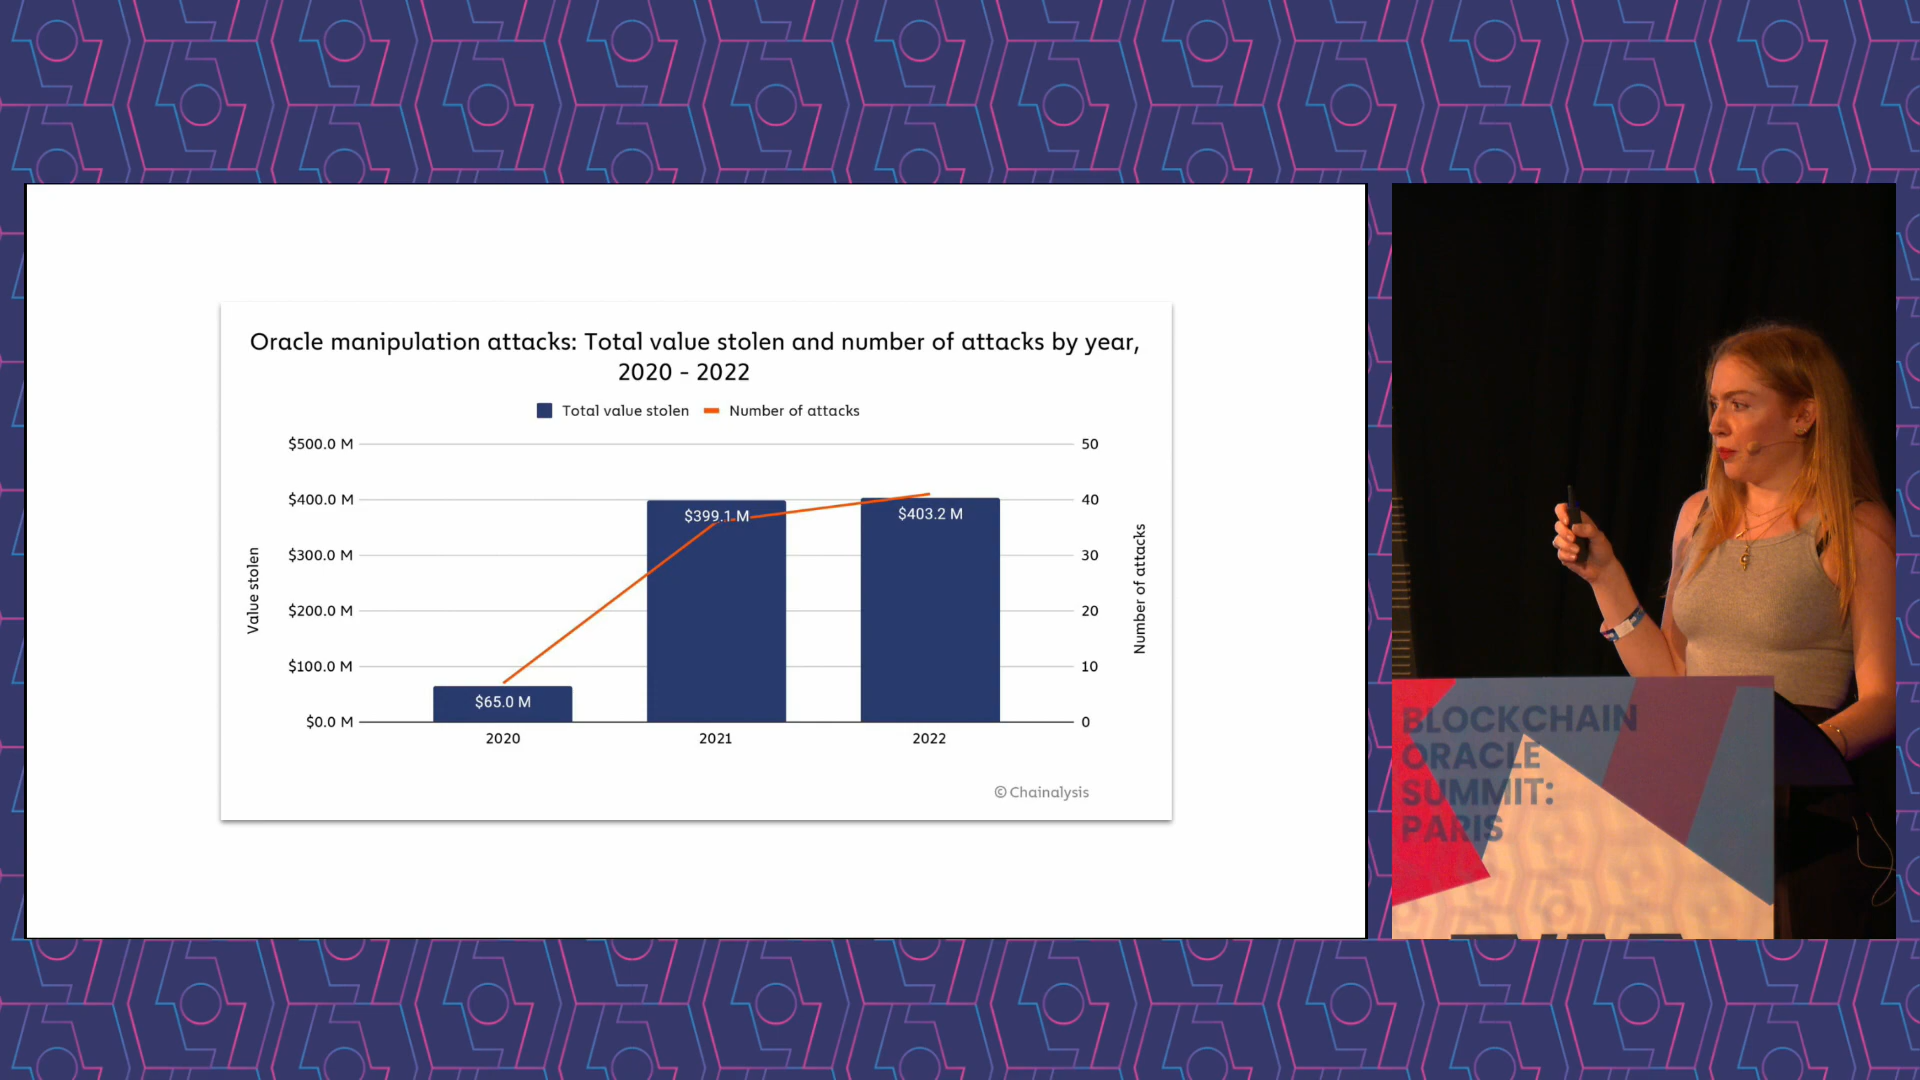 Oracle manipulation attacks: Total value stolen and number of attacks by year,
2020 - 2022
Total value stolen Number of attacks
$500.0 M 50
$400.0 M 40
$300.0 M 30
$200.0 M 20
$100.0 M 10
$0.0 M 0
Value stolen
Number of attacks
$65.0 M
$399.1 M
$403.2 M
2020 2021 2022
© Chainalysis
BLOCKCHAIN
ORACLE
SUMMIT:
PARIS